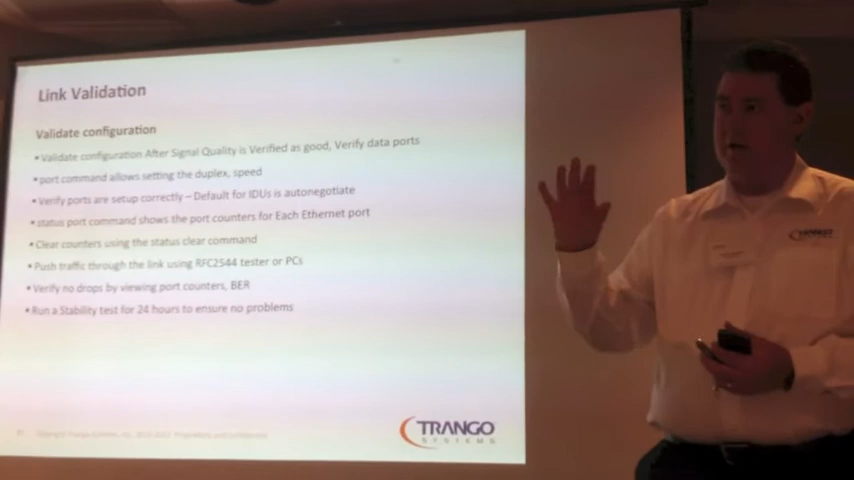 Link Validation
Validate configuration
▪ Validate configuration After Signal Quality is Verified as good, Verify data ports
▪ port command allows setting the duplex, speed
▪ Verify ports are setup correctly – Default for IDUs is autonegotiate
▪ status port command shows the port counters for Each Ethernet port
▪ Clear counters using the status clear command
▪ Push traffic through the link using RFC2544 tester or PCs
▪ Verify no drops by viewing port counters, BER
▪ Run a Stability test for 24 hours to ensure no problems
TRANGO
SYSTEMS
TRANGO